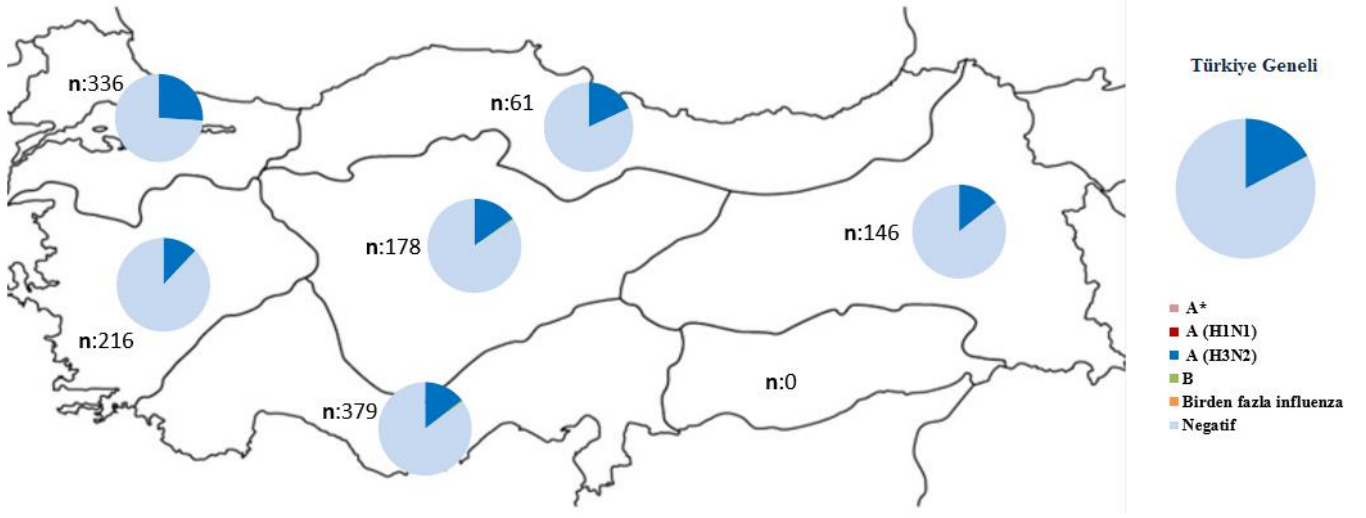 n:336
n:61
n:178
n:146
n:216
n:379
n:0
Türkiye Geneli
A*
A (H1N1)
A (H3N2)
B
Birden fazla influenza
Negatif